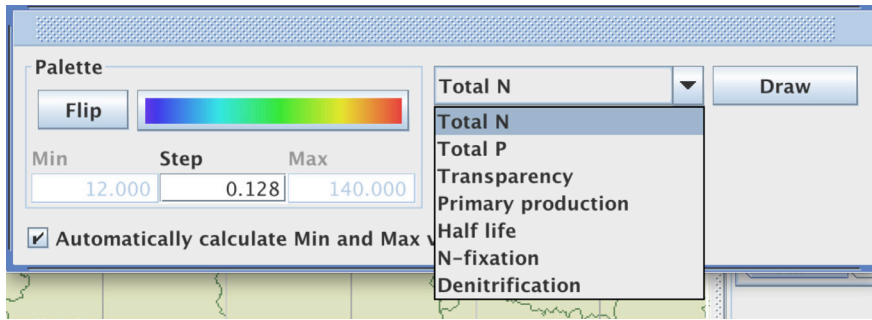 Palette
Flip
Total N
Draw
Min Step Max
12.000 0.128 140.000
Automatically calculate Min and Max
Total N
Total P
Transparency
Primary production
Half life
N-fixation
Denitrification